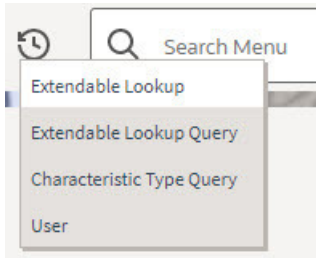 Search Menu
Extendable Lookup
Extendable Lookup Query
Characteristic Type Query
User